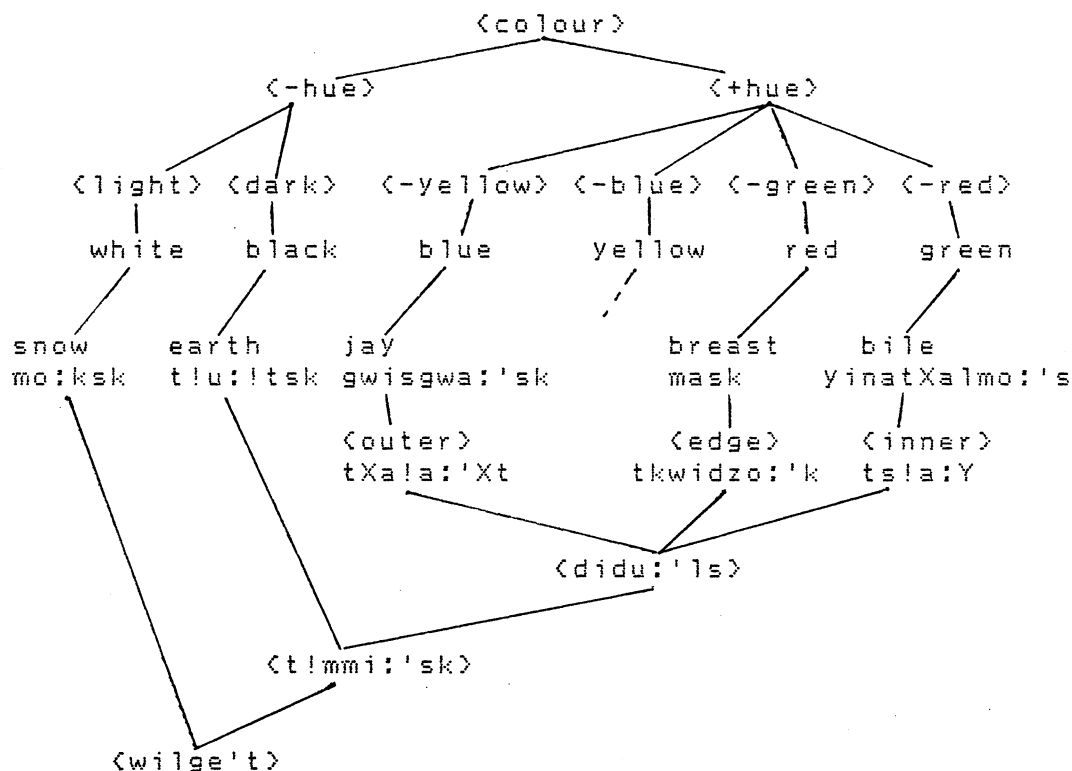 <colour>
<-hue> <+hue>
<light> <dark> <-yellow> <-blue> <-green> <-red>
white black blue yellow red green
snow earth jay breast bile
mo:ksk t!u:!tsk gwisgwa:'sk mask yinatXalmo:'s
<outer> <edge> <inner>
tXa!a:'Xt tkwidzo:'k ts!a:Y
<didu:'ls>
<t!mmi:'sk>
<wilge't>